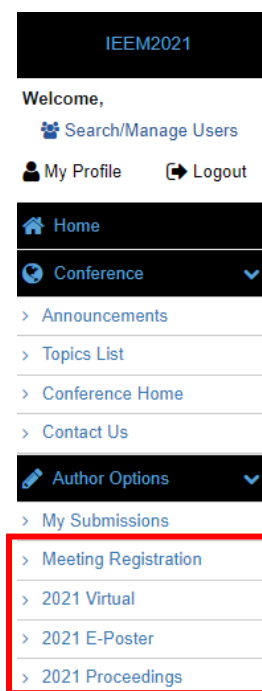 IEEM2021
Welcome,
Search/Manage Users
My Profile Logout
Home
Conference
> Announcements
> Topics List
> Conference Home
> Contact Us
Author Options
> My Submissions
> Meeting Registration
> 2021 Virtual
> 2021 E-Poster
> 2021 Proceedings